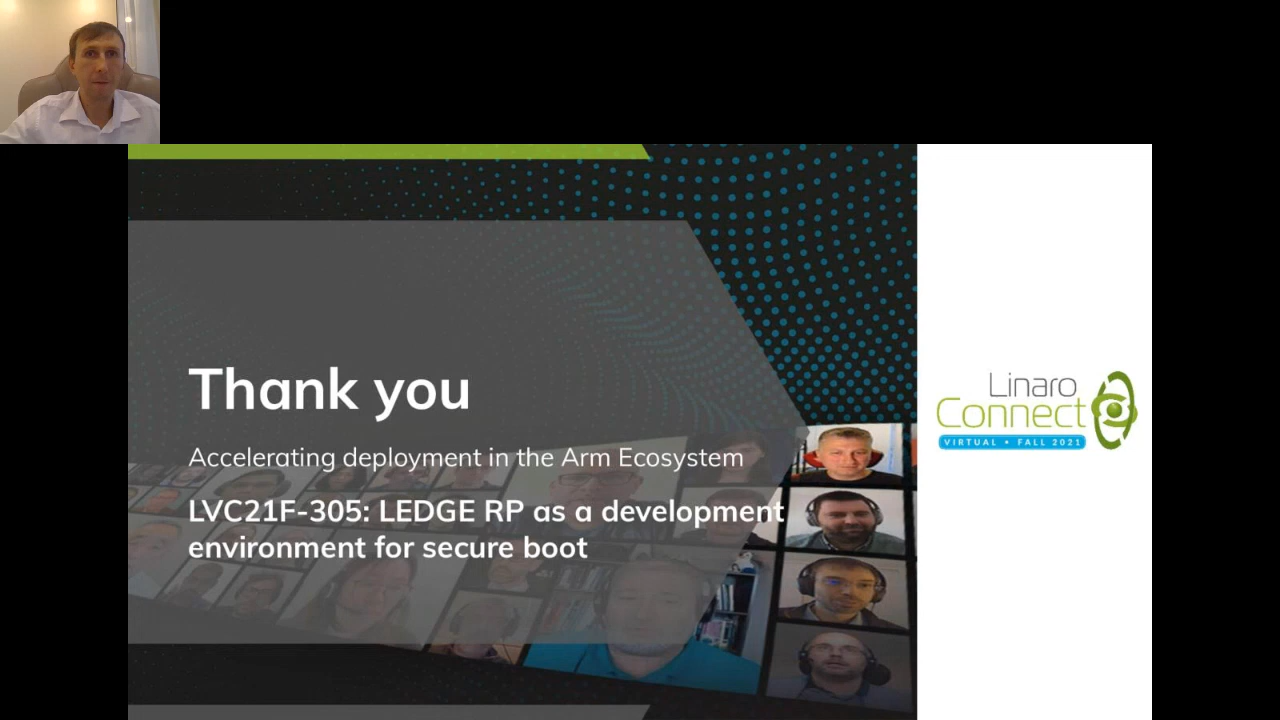 Thank you
Accelerating deployment in the Arm Ecosystem
LVC21F-305: LEDGE RP as a development
environment for secure boot
Linaro
Connect
VIRTUAL • FALL 2021